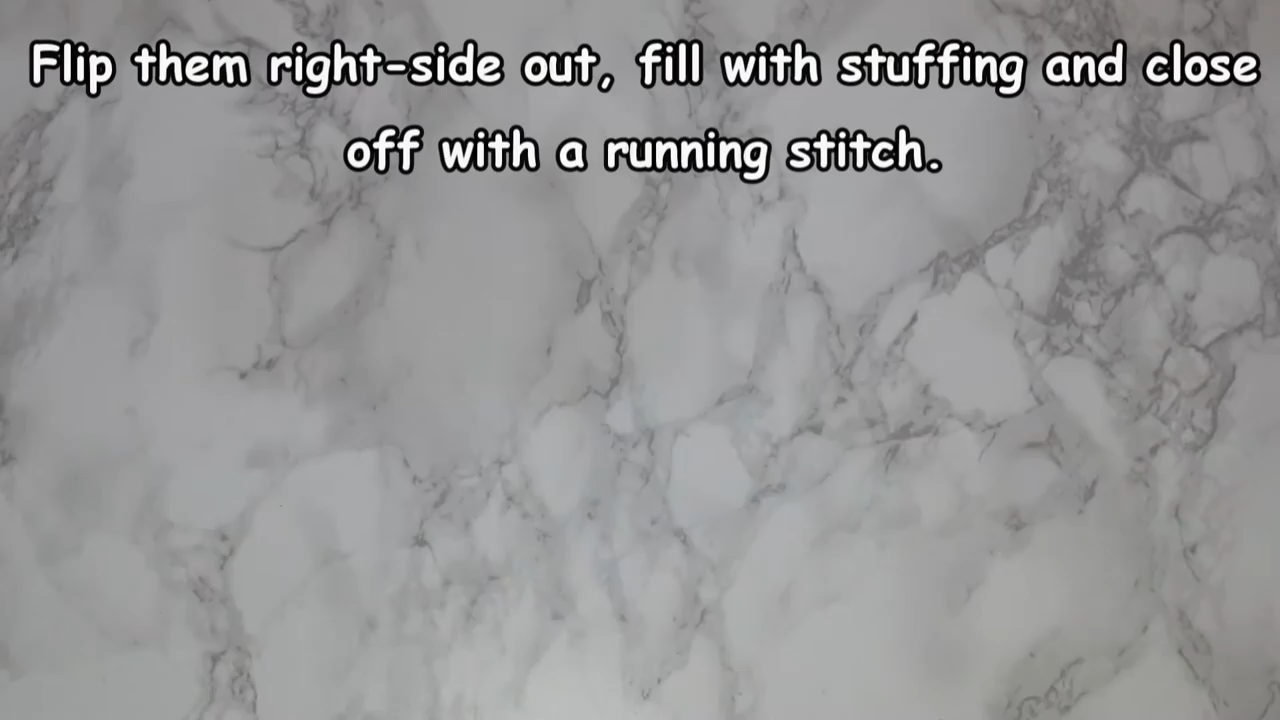 Flip them right-side out, fill with stuffing and close
off with a running stitch.